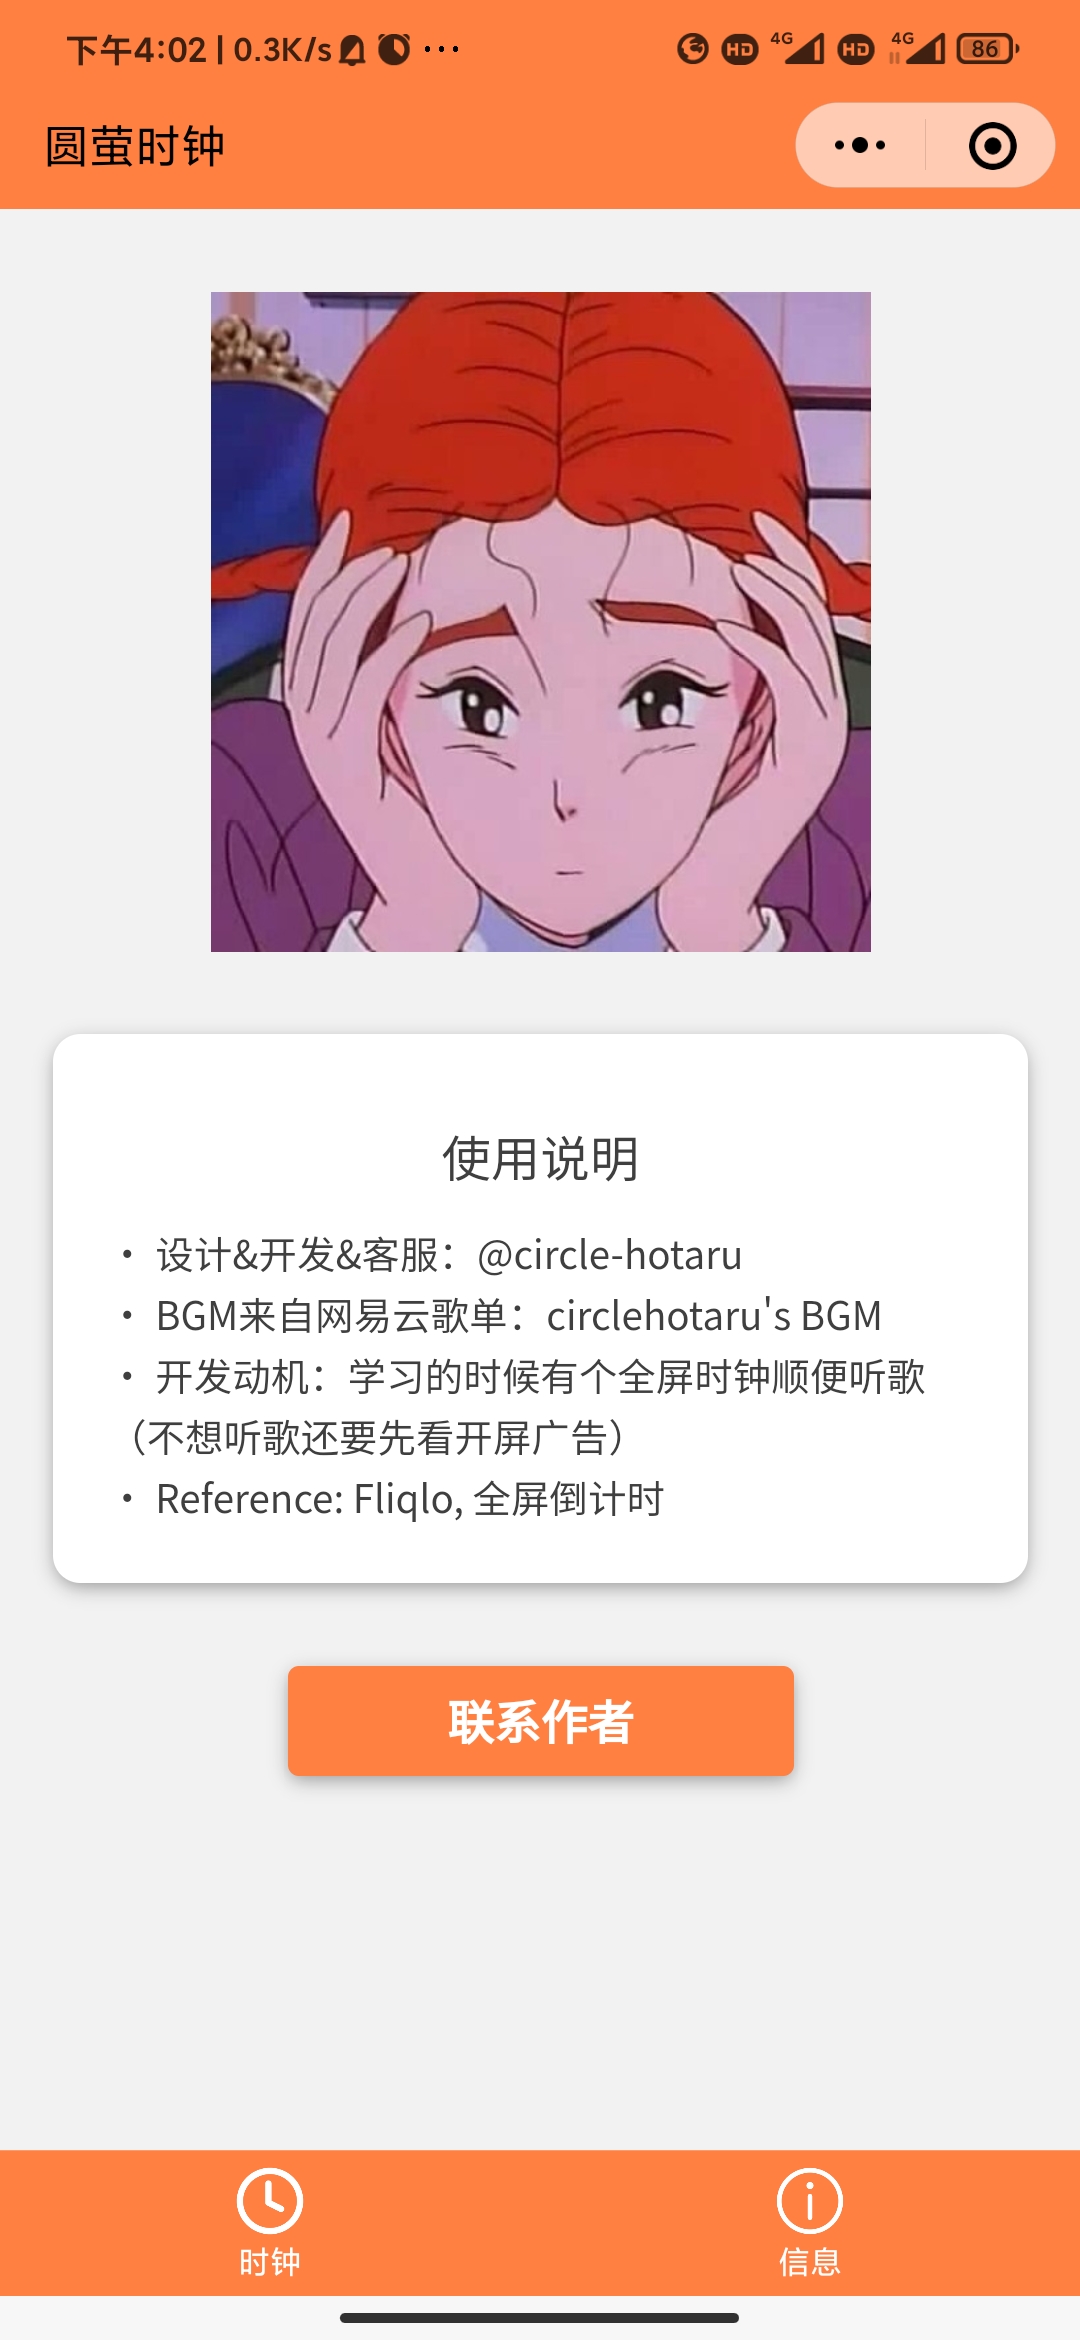 下午4:02 | 0.3K/s
HD 4G HD 4G 86
圆萤时钟
使用说明
· 设计&开发&客服：@circle-hotaru
· BGM来自网易云歌单：circlehotaru's BGM
· 开发动机：学习的时候有个全屏时钟顺便听歌
（不想听歌还要先看开屏广告）
· Reference: Fliqlo, 全屏倒计时
联系作者
时钟
信息